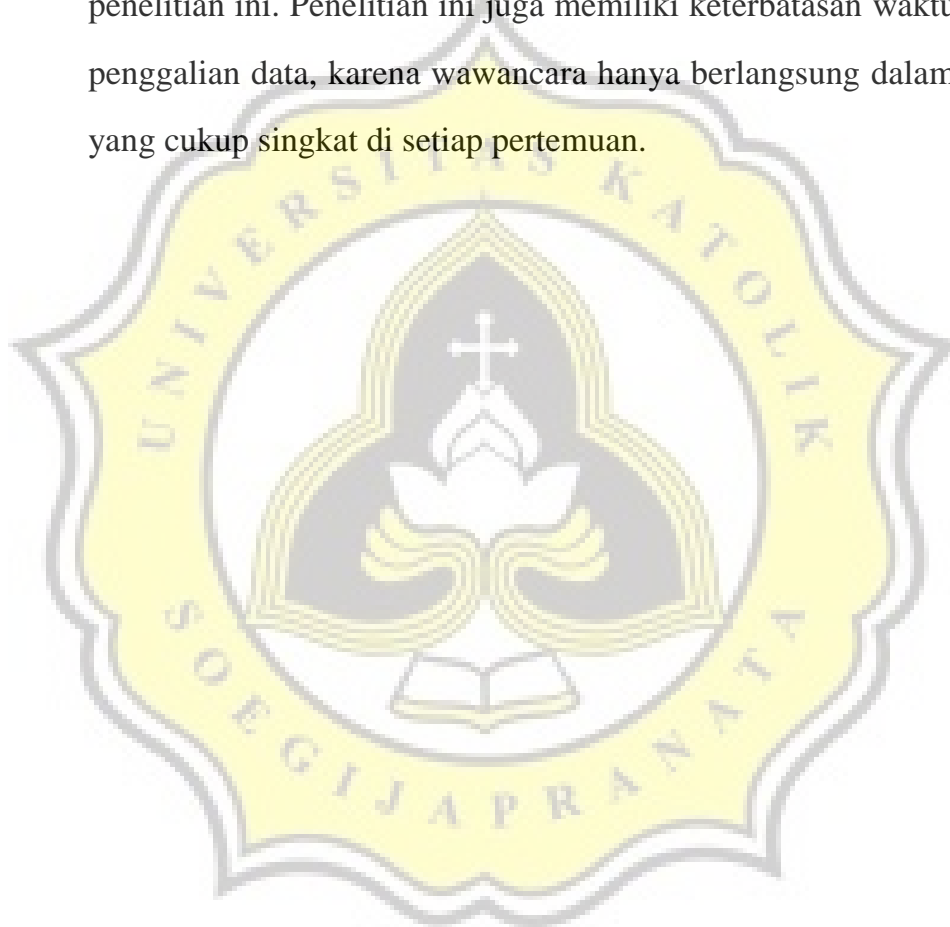 penelitian ini. Penelitian ini juga memiliki keterbatasan waktu
penggalian data, karena wawancara hanya berlangsung dalam
yang cukup singkat di setiap pertemuan.
UNIVERSITAS KATOLIK
SOEGIJAPRANATA